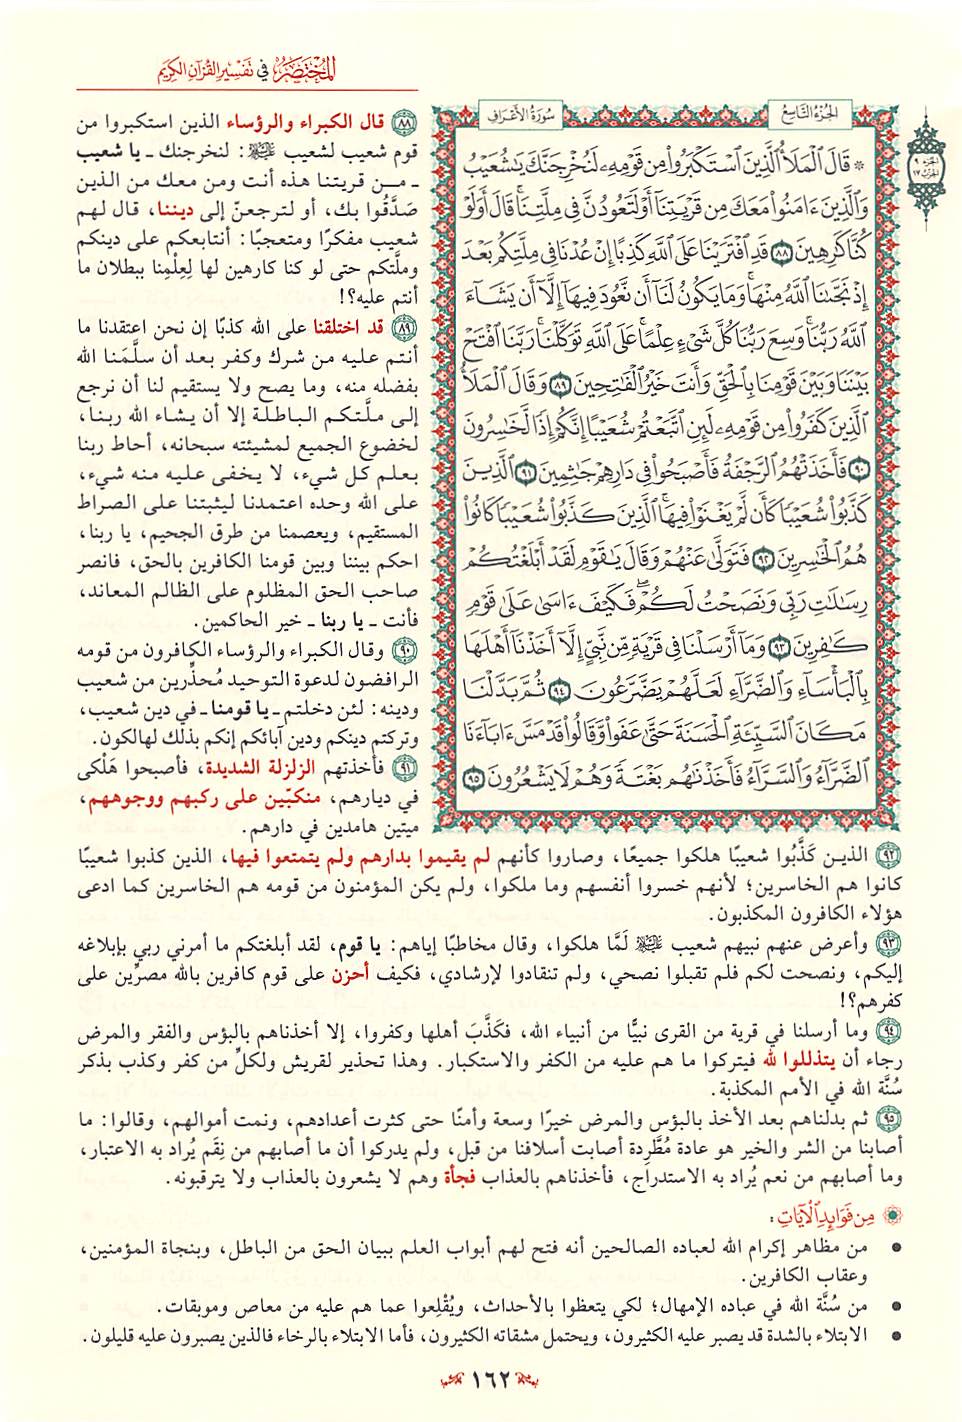 المختصر في تفسير القرآن الكريم
الجزء التاسع
سورة الأعراف
الجزء ٩
الحزب ١٧
۞ قَالَ ٱلْمَلَأُ ٱلَّذِينَ ٱسْتَكْبَرُوا۟ مِن قَوْمِهِۦ لَنُخْرِجَنَّكَ يَـٰشُعَيْبُ
وَٱلَّذِينَ ءَامَنُوا۟ مَعَكَ مِن قَرْيَتِنَآ أَوْ لَتَعُودُنَّ فِى مِلَّتِنَا ۚ قَالَ أَوَلَوْ
كُنَّا كَـٰرِهِينَ ٨٨ قَدِ ٱفْتَرَيْنَا عَلَى ٱللَّهِ كَذِبًا إِنْ عُدْنَا فِى مِلَّتِكُم بَعْدَ
إِذْ نَجَّىٰنَا ٱللَّهُ مِنْهَا ۚ وَمَا يَكُونُ لَنَآ أَن نَّعُودَ فِيهَآ إِلَّآ أَن يَشَآءَ
ٱللَّهُ رَبُّنَا ۚ وَسِعَ رَبُّنَا كُلَّ شَىْءٍ عِلْمًا ۚ عَلَى ٱللَّهِ تَوَكَّلْنَا ۚ رَبَّنَا ٱفْتَحْ
بَيْنَنَا وَبَيْنَ قَوْمِنَا بِٱلْحَقِّ وَأَنتَ خَيْرُ ٱلْفَـٰتِحِينَ ٨٩ وَقَالَ ٱلْمَلَأُ
ٱلَّذِينَ كَفَرُوا۟ مِن قَوْمِهِۦ لَئِنِ ٱتَّبَعْتُمْ شُعَيْبًا إِنَّكُمْ إِذًا لَّخَـٰسِرُونَ
٩٠ فَأَخَذَتْهُمُ ٱلرَّجْفَةُ فَأَصْبَحُوا۟ فِى دَارِهِمْ جَـٰثِمِينَ ٩١ ٱلَّذِينَ
كَذَّبُوا۟ شُعَيْبًا كَأَن لَّمْ يَغْنَوْا۟ فِيهَا ۚ ٱلَّذِينَ كَذَّبُوا۟ شُعَيْبًا كَانُوا۟
هُمُ ٱلْخَـٰسِرِينَ ٩٢ فَتَوَلَّىٰ عَنْهُمْ وَقَالَ يَـٰقَوْمِ لَقَدْ أَبْلَغْتُكُمْ
رِسَـٰلَـٰتِ رَبِّى وَنَصَحْتُ لَكُمْ ۖ فَكَيْفَ ءَاسَىٰ عَلَىٰ قَوْمٍ
كَـٰفِرِينَ ٩٣ وَمَآ أَرْسَلْنَا فِى قَرْيَةٍ مِّن نَّبِىٍّ إِلَّآ أَخَذْنَآ أَهْلَهَا
بِٱلْبَأْسَآءِ وَٱلضَّرَّآءِ لَعَلَّهُمْ يَضَّرَّعُونَ ٩٤ ثُمَّ بَدَّلْنَا
مَكَانَ ٱلسَّيِّئَةِ ٱلْحَسَنَةَ حَتَّىٰ عَفَوا۟ وَّقَالُوا۟ قَدْ مَسَّ ءَابَآءَنَا
ٱلضَّرَّآءُ وَٱلسَّرَّآءُ فَأَخَذْنَـٰهُم بَغْتَةً وَهُمْ لَا يَشْعُرُونَ ٩٥
٨٨ قال الكبراء والرؤساء الذين استكبروا من
قوم شعيب لشعيب ﵇: لنخرجنك ـ يا شعيب
ـ مــن قريتنا هذه أنت ومن معك من الذين
صَدَّقُوا بك، أو لترجعنّ إلى ديننا، قال لهم
شعيب مفكرًا ومتعجبًا: أنتابعكم على دينكم
وملَّتكم حتى لو كنا كارهين لها لِعِلْمِنا ببطلان ما
أنتم عليه؟!
٨٩ قد اختلقنا على الله كذبًا إن نحن اعتقدنا ما
أنتم عليه من شرك وكفر بعد أن سلَّمَنا الله
بفضله منه، وما يصح ولا يستقيم لنا أن نرجع
إلى ملَّتكم الباطلة إلا أن يشاء الله ربنا،
لخضوع الجميع لمشيئته سبحانه، أحاط ربنا
بعلم كل شيء، لا يخفى عليه منه شيء،
على الله وحده اعتمدنا ليثبتنا على الصراط
المستقيم، ويعصمنا من طرق الجحيم، يا ربنا،
احكم بيننا وبين قومنا الكافرين بالحق، فانصر
صاحب الحق المظلوم على الظالم المعاند،
فأنت ـ يا ربنا ـ خير الحاكمين.
٩٠ وقال الكبراء والرؤساء الكافرون من قومه
الرافضون لدعوة التوحيد مُحذِّرين من شعيب
ودينه: لئن دخلتم ـ يا قومنا ـ في دين شعيب،
وتركتم دينكم ودين آبائكم إنكم بذلك لهالكون.
٩١ فأخذتهم الزلزلة الشديدة، فأصبحوا هَلْكى
في ديارهم، منكبّين على ركبهم ووجوههم،
ميتين هامدين في دارهم.
٩٢ الذيـن كَذَّبُوا شعيبًا هلكوا جميعًا، وصاروا كأنهم لم يقيموا بدارهم ولم يتمتعوا فيها، الذين كذبوا شعيبًا
كانوا هم الخاسرين؛ لأنهم خسروا أنفسهم وما ملكوا، ولم يكن المؤمنون من قومه هم الخاسرين كما ادعى
هؤلاء الكافرون المكذبون.
٩٣ وأعرض عنهم نبيهم شعيب ﵇ لَمَّا هلكوا، وقال مخاطبًا إياهم: يا قوم، لقد أبلغتكم ما أمرني ربي بإبلاغه
إليكم، ونصحت لكم فلم تقبلوا نصحي، ولم تنقادوا لإرشادي، فكيف أحزن على قوم كافرين بالله مصرِّين على
كفرهم؟!
٩٤ وما أرسلنا في قرية من القرى نبيًّا من أنبياء الله، فكَذَّبَ أهلها وكفروا، إلا أخذناهم بالبؤس والفقر والمرض
رجاء أن يتذللوا لله فيتركوا ما هم عليه من الكفر والاستكبار. وهذا تحذير لقريش ولكلِّ من كفر وكذب بذكر
سُنَّة الله في الأمم المكذبة.
٩٥ ثم بدلناهم بعد الأخذ بالبؤس والمرض خيرًا وسعة وأمنًا حتى كثرت أعدادهم، ونمت أموالهم، وقالوا: ما
أصابنا من الشر والخير هو عادة مُطَّرِدة أصابت أسلافنا من قبل، ولم يدركوا أن ما أصابهم من نِقَم يُراد به الاعتبار،
وما أصابهم من نعم يُراد به الاستدراج، فأخذناهم بالعذاب فجأة وهم لا يشعرون بالعذاب ولا يترقبونه.
مِن فَوَائِدِ الْآيَاتِ:
• من مظاهر إكرام الله لعباده الصالحين أنه فتح لهم أبواب العلم ببيان الحق من الباطل، وبنجاة المؤمنين،
وعقاب الكافرين.
• من سُنَّة الله في عباده الإمهال؛ لكي يتعظوا بالأحداث، ويُقْلِعوا عما هم عليه من معاصٍ وموبقات.
• الابتلاء بالشدة قد يصبر عليه الكثيرون، ويحتمل مشقاته الكثيرون، فأما الابتلاء بالرخاء فالذين يصبرون عليه قليلون.
١٦٢